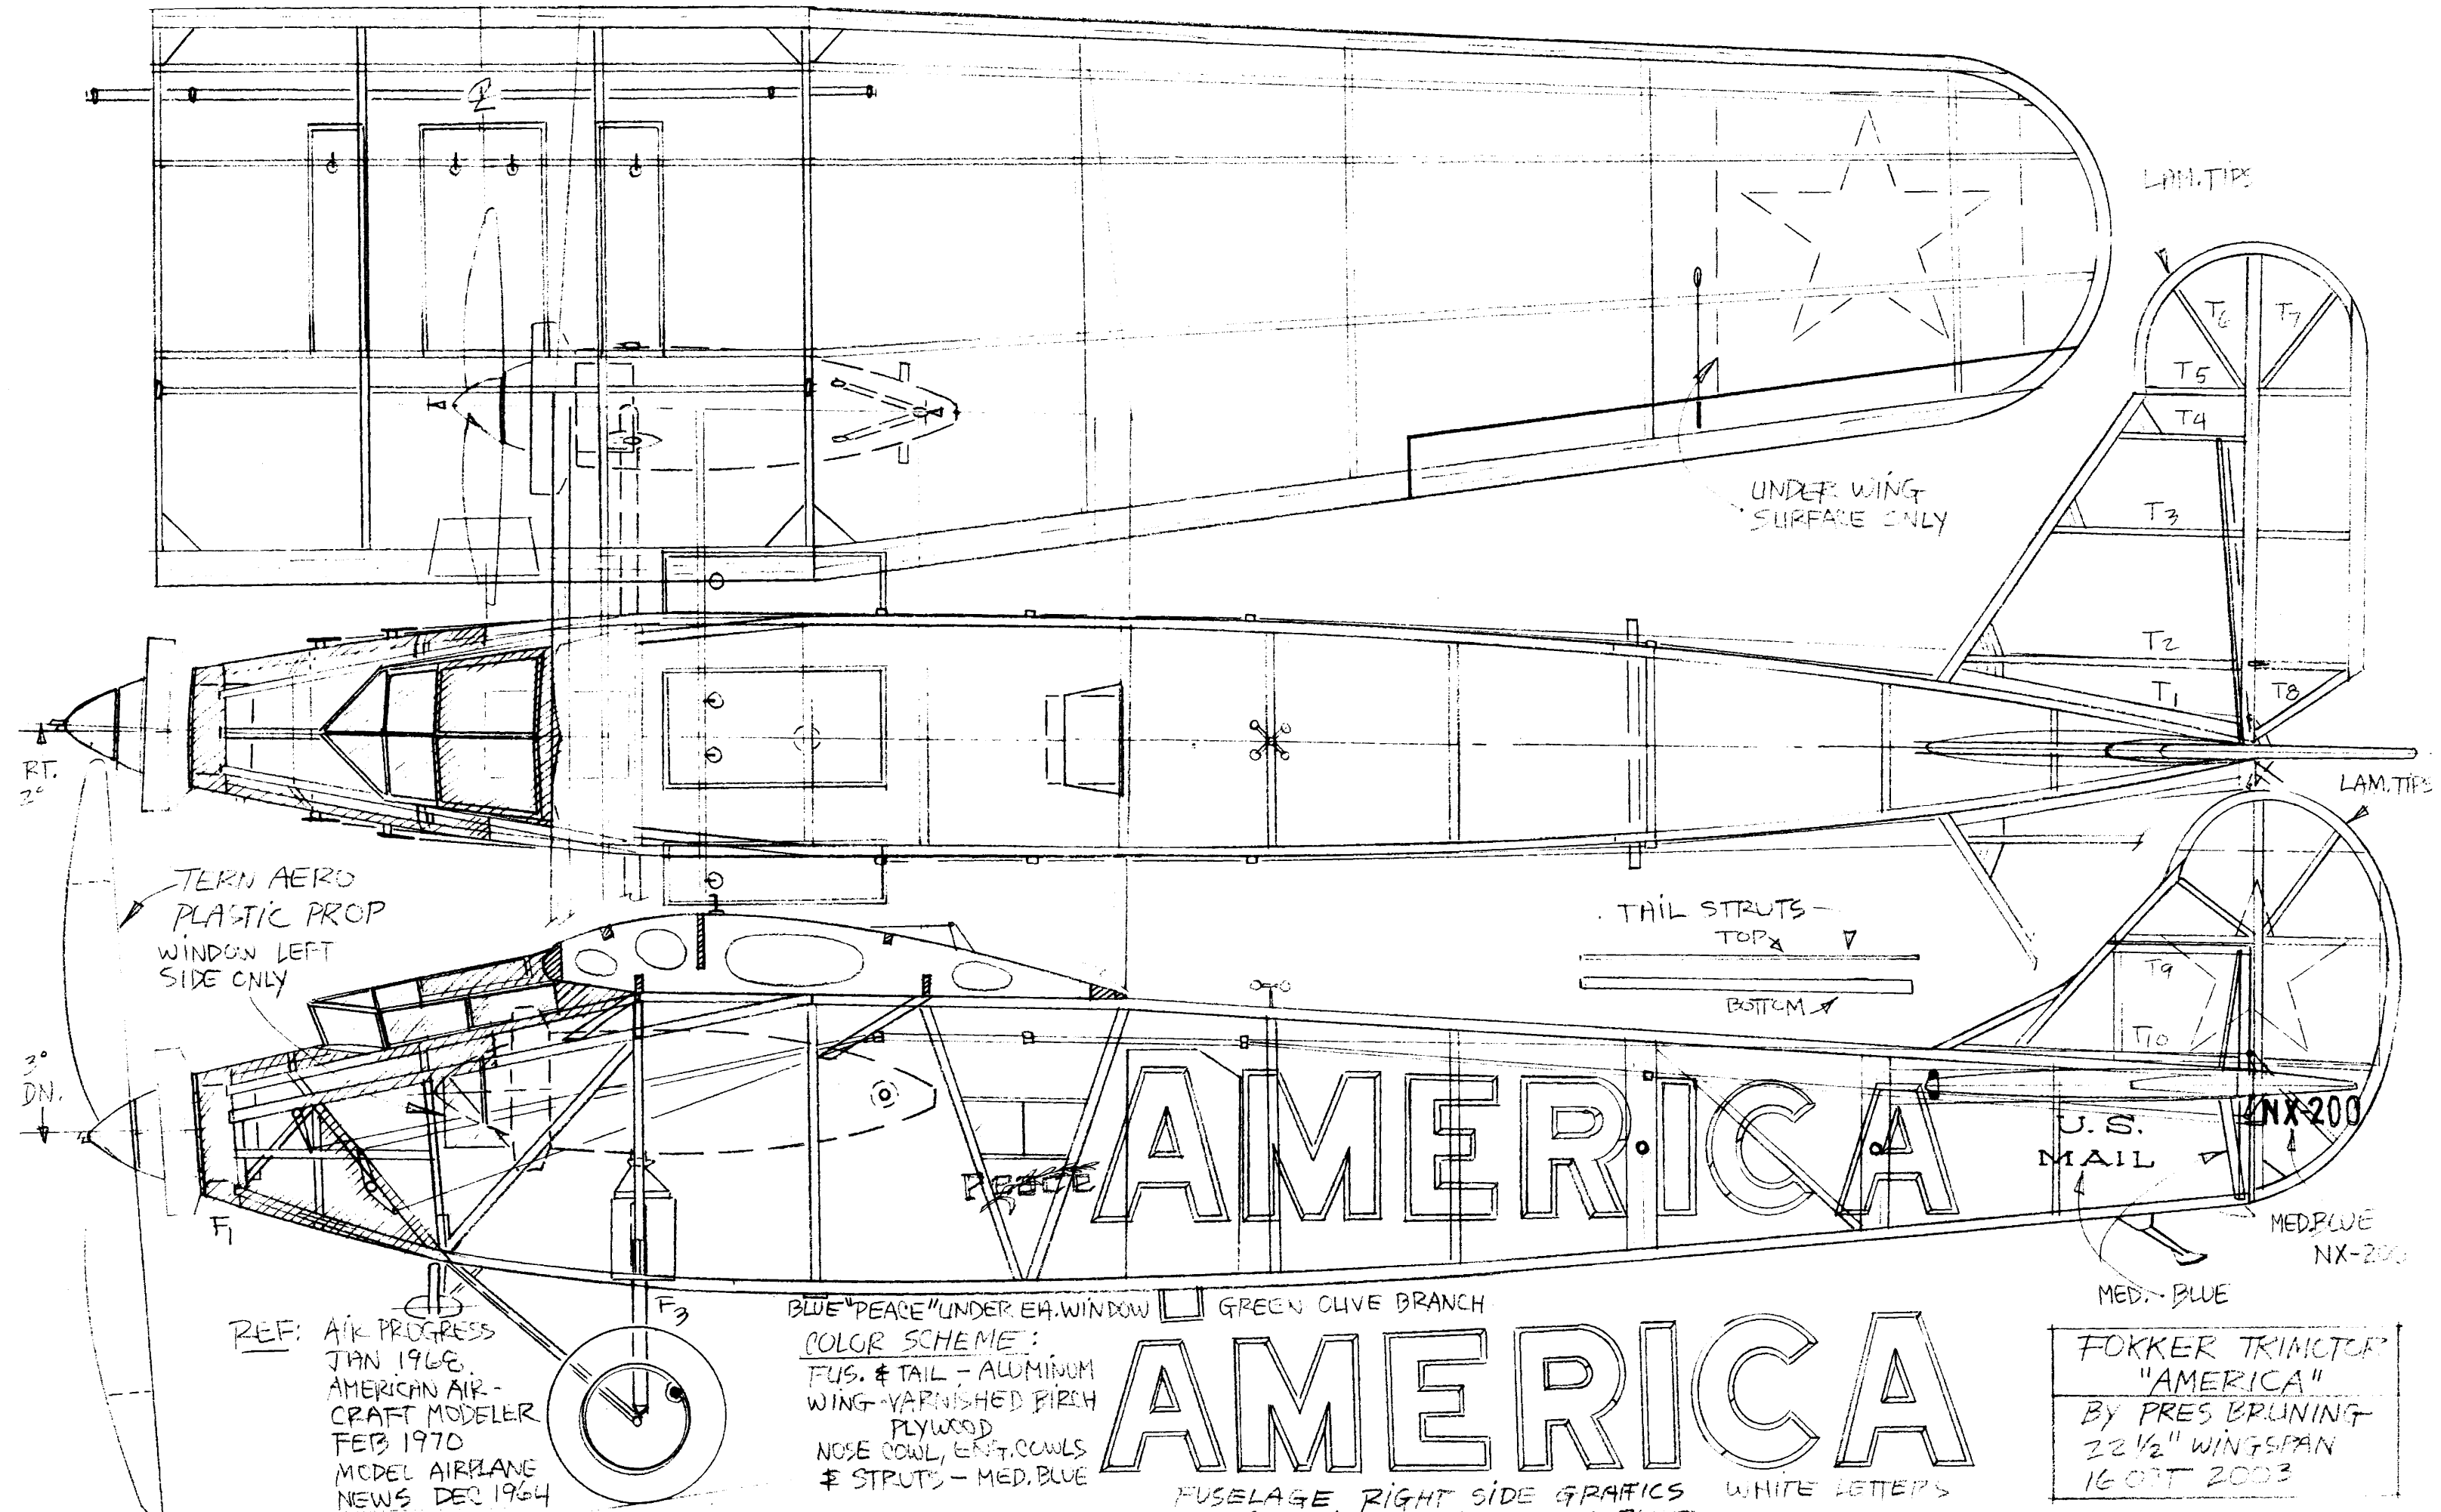 LAM. TIPS
T6
T7
T5
T4
T3
T2
T1
T8
UNDER WING
SURFACE ONLY
RT.
2°
LAM. TIPS
TERN AERO
PLASTIC PROP
WINDOW LEFT
SIDE ONLY
TAIL STRUTS
TOP
BOTTOM
T9
T10
3°
DN.
AMERICA
NX-200
U.S.
MAIL
PEACE
F1
MED. BLUE
NX-200
MED. BLUE
F3
BLUE "PEACE" UNDER EA. WINDOW
GREEN OLIVE BRANCH
REF: AIR PROGRESS
JAN 1968
AMERICAN AIR-
CRAFT MODELER
FEB 1970
MODEL AIRPLANE
NEWS DEC 1964
COLOR SCHEME:
FUS. & TAIL - ALUMINUM
WING - VARNISHED BIRCH
PLYWOOD
NOSE COWL, ENG. COWLS
& STRUTS - MED. BLUE
AMERICA
FUSELAGE RIGHT SIDE GRAFICS WHITE LETTERS
FOKKER TRIMOTOR
"AMERICA"
BY PRES BRUNING
22 1/2" WINGSPAN
16 OCT 2003